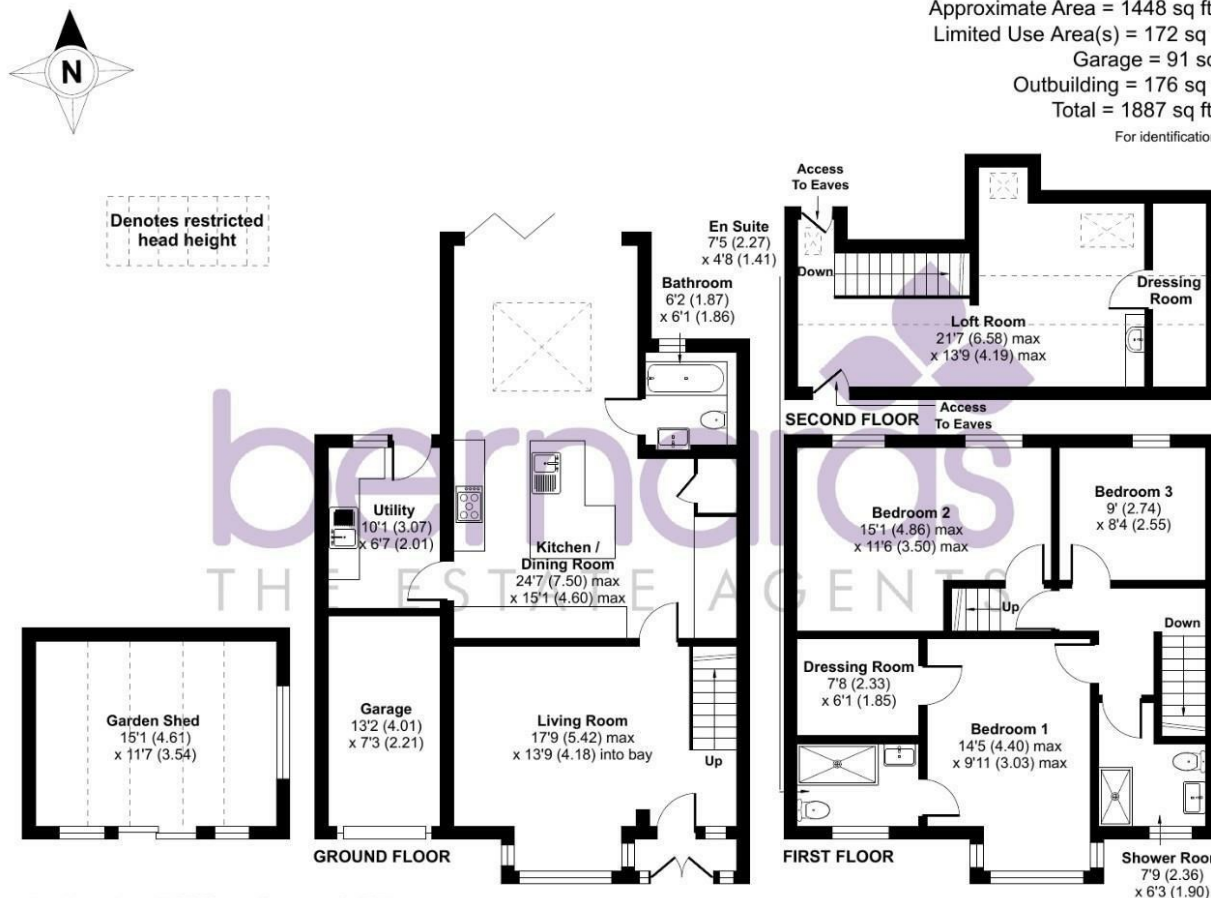 Approximate Area = 1448 sq ft
Limited Use Area(s) = 172 sq
Garage = 91 sq
Outbuilding = 176 sq
Total = 1887 sq ft
For identification
N
Denotes restricted
head height
Access
To Eaves
En Suite
7'5 (2.27)
x 4'8 (1.41)
Bathroom
6'2 (1.87)
x 6'1 (1.86)
Down
Dressing
Room
Loft Room
21'7 (6.58) max
x 13'9 (4.19) max
SECOND FLOOR
Access
To Eaves
bernards
THE ESTATE AGENTS
Utility
10'1 (3.07)
x 6'7 (2.01)
Kitchen /
Dining Room
24'7 (7.50) max
x 15'1 (4.60) max
Bedroom 2
15'1 (4.86) max
x 11'6 (3.50) max
Bedroom 3
9' (2.74)
x 8'4 (2.55)
Up
Down
Garden Shed
15'1 (4.61)
x 11'7 (3.54)
Garage
13'2 (4.01)
x 7'3 (2.21)
Living Room
17'9 (5.42) max
x 13'9 (4.18) into bay
Up
Dressing Room
7'8 (2.33)
x 6'1 (1.85)
Bedroom 1
14'5 (4.40) max
x 9'11 (3.03) max
GROUND FLOOR
FIRST FLOOR
Shower Room
7'9 (2.36)
x 6'3 (1.90)